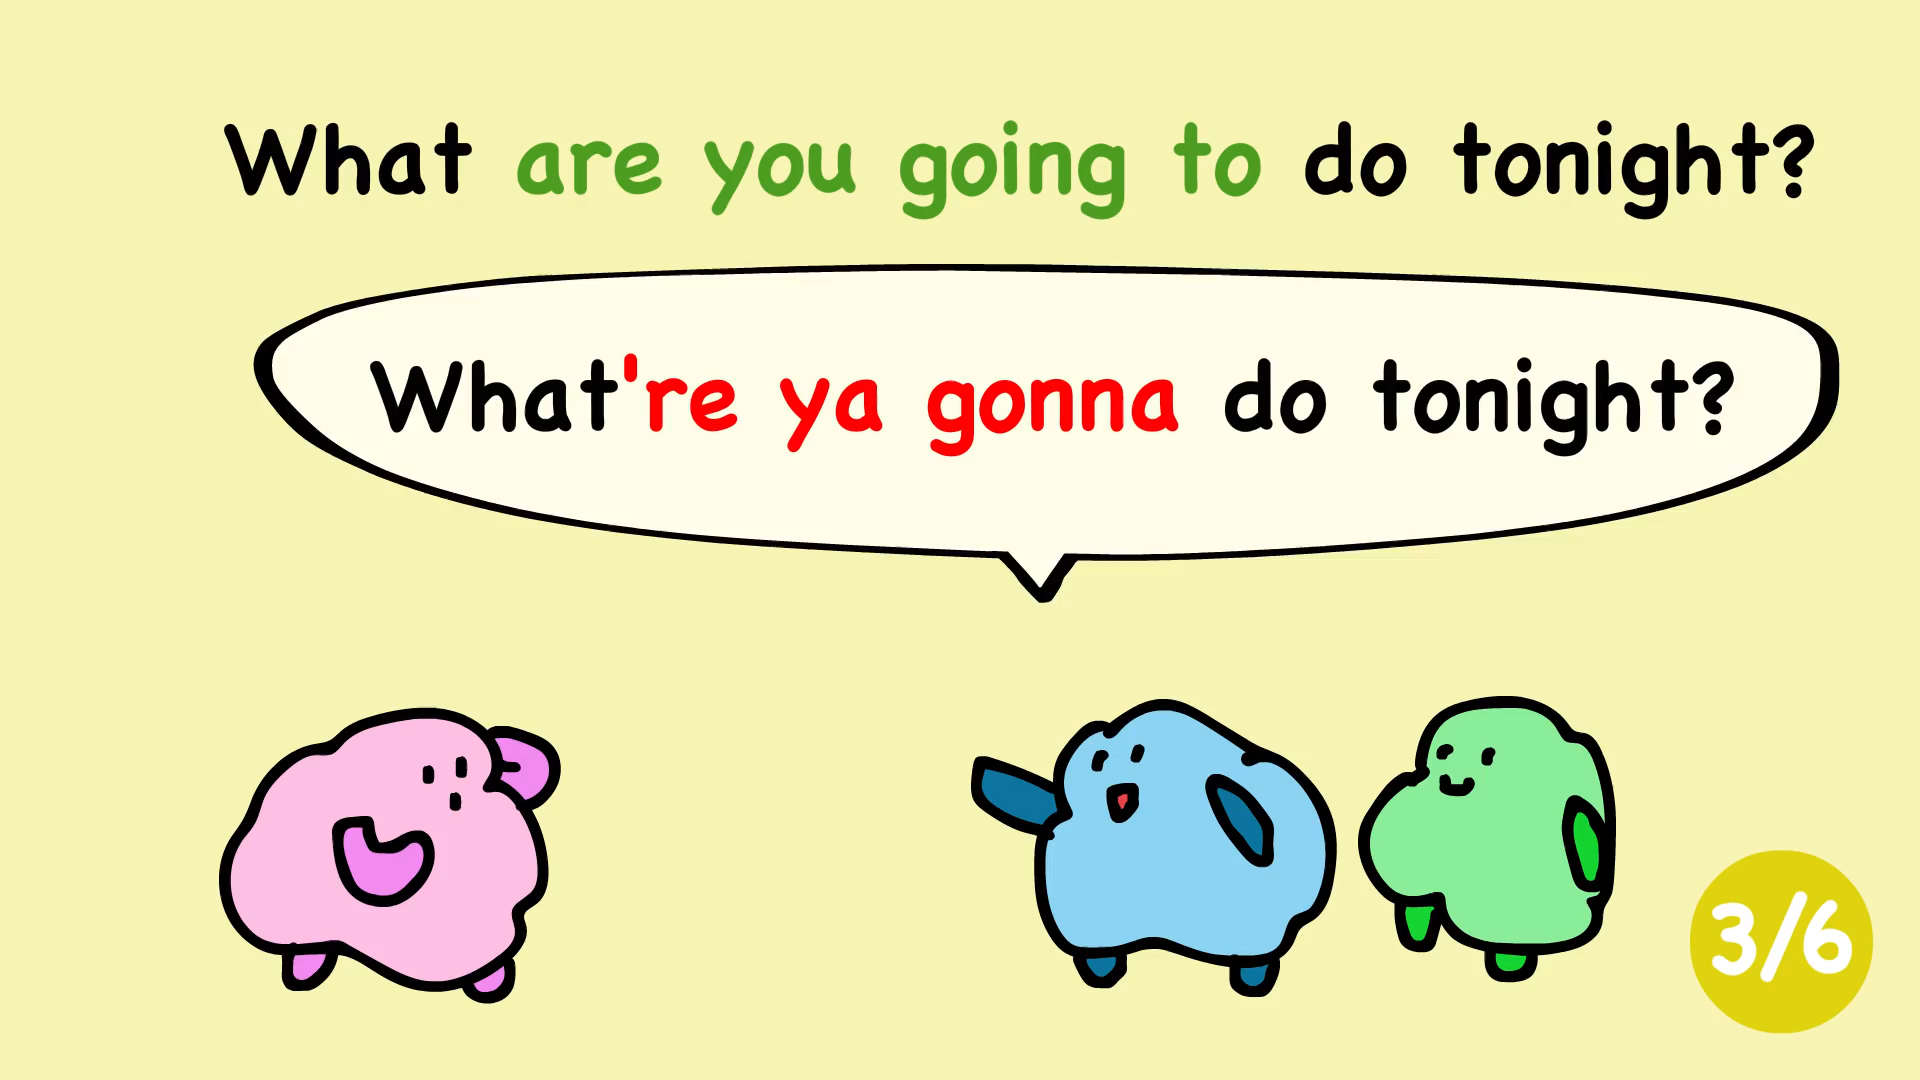 What are you going to do tonight?
What're ya gonna do tonight?
3/6